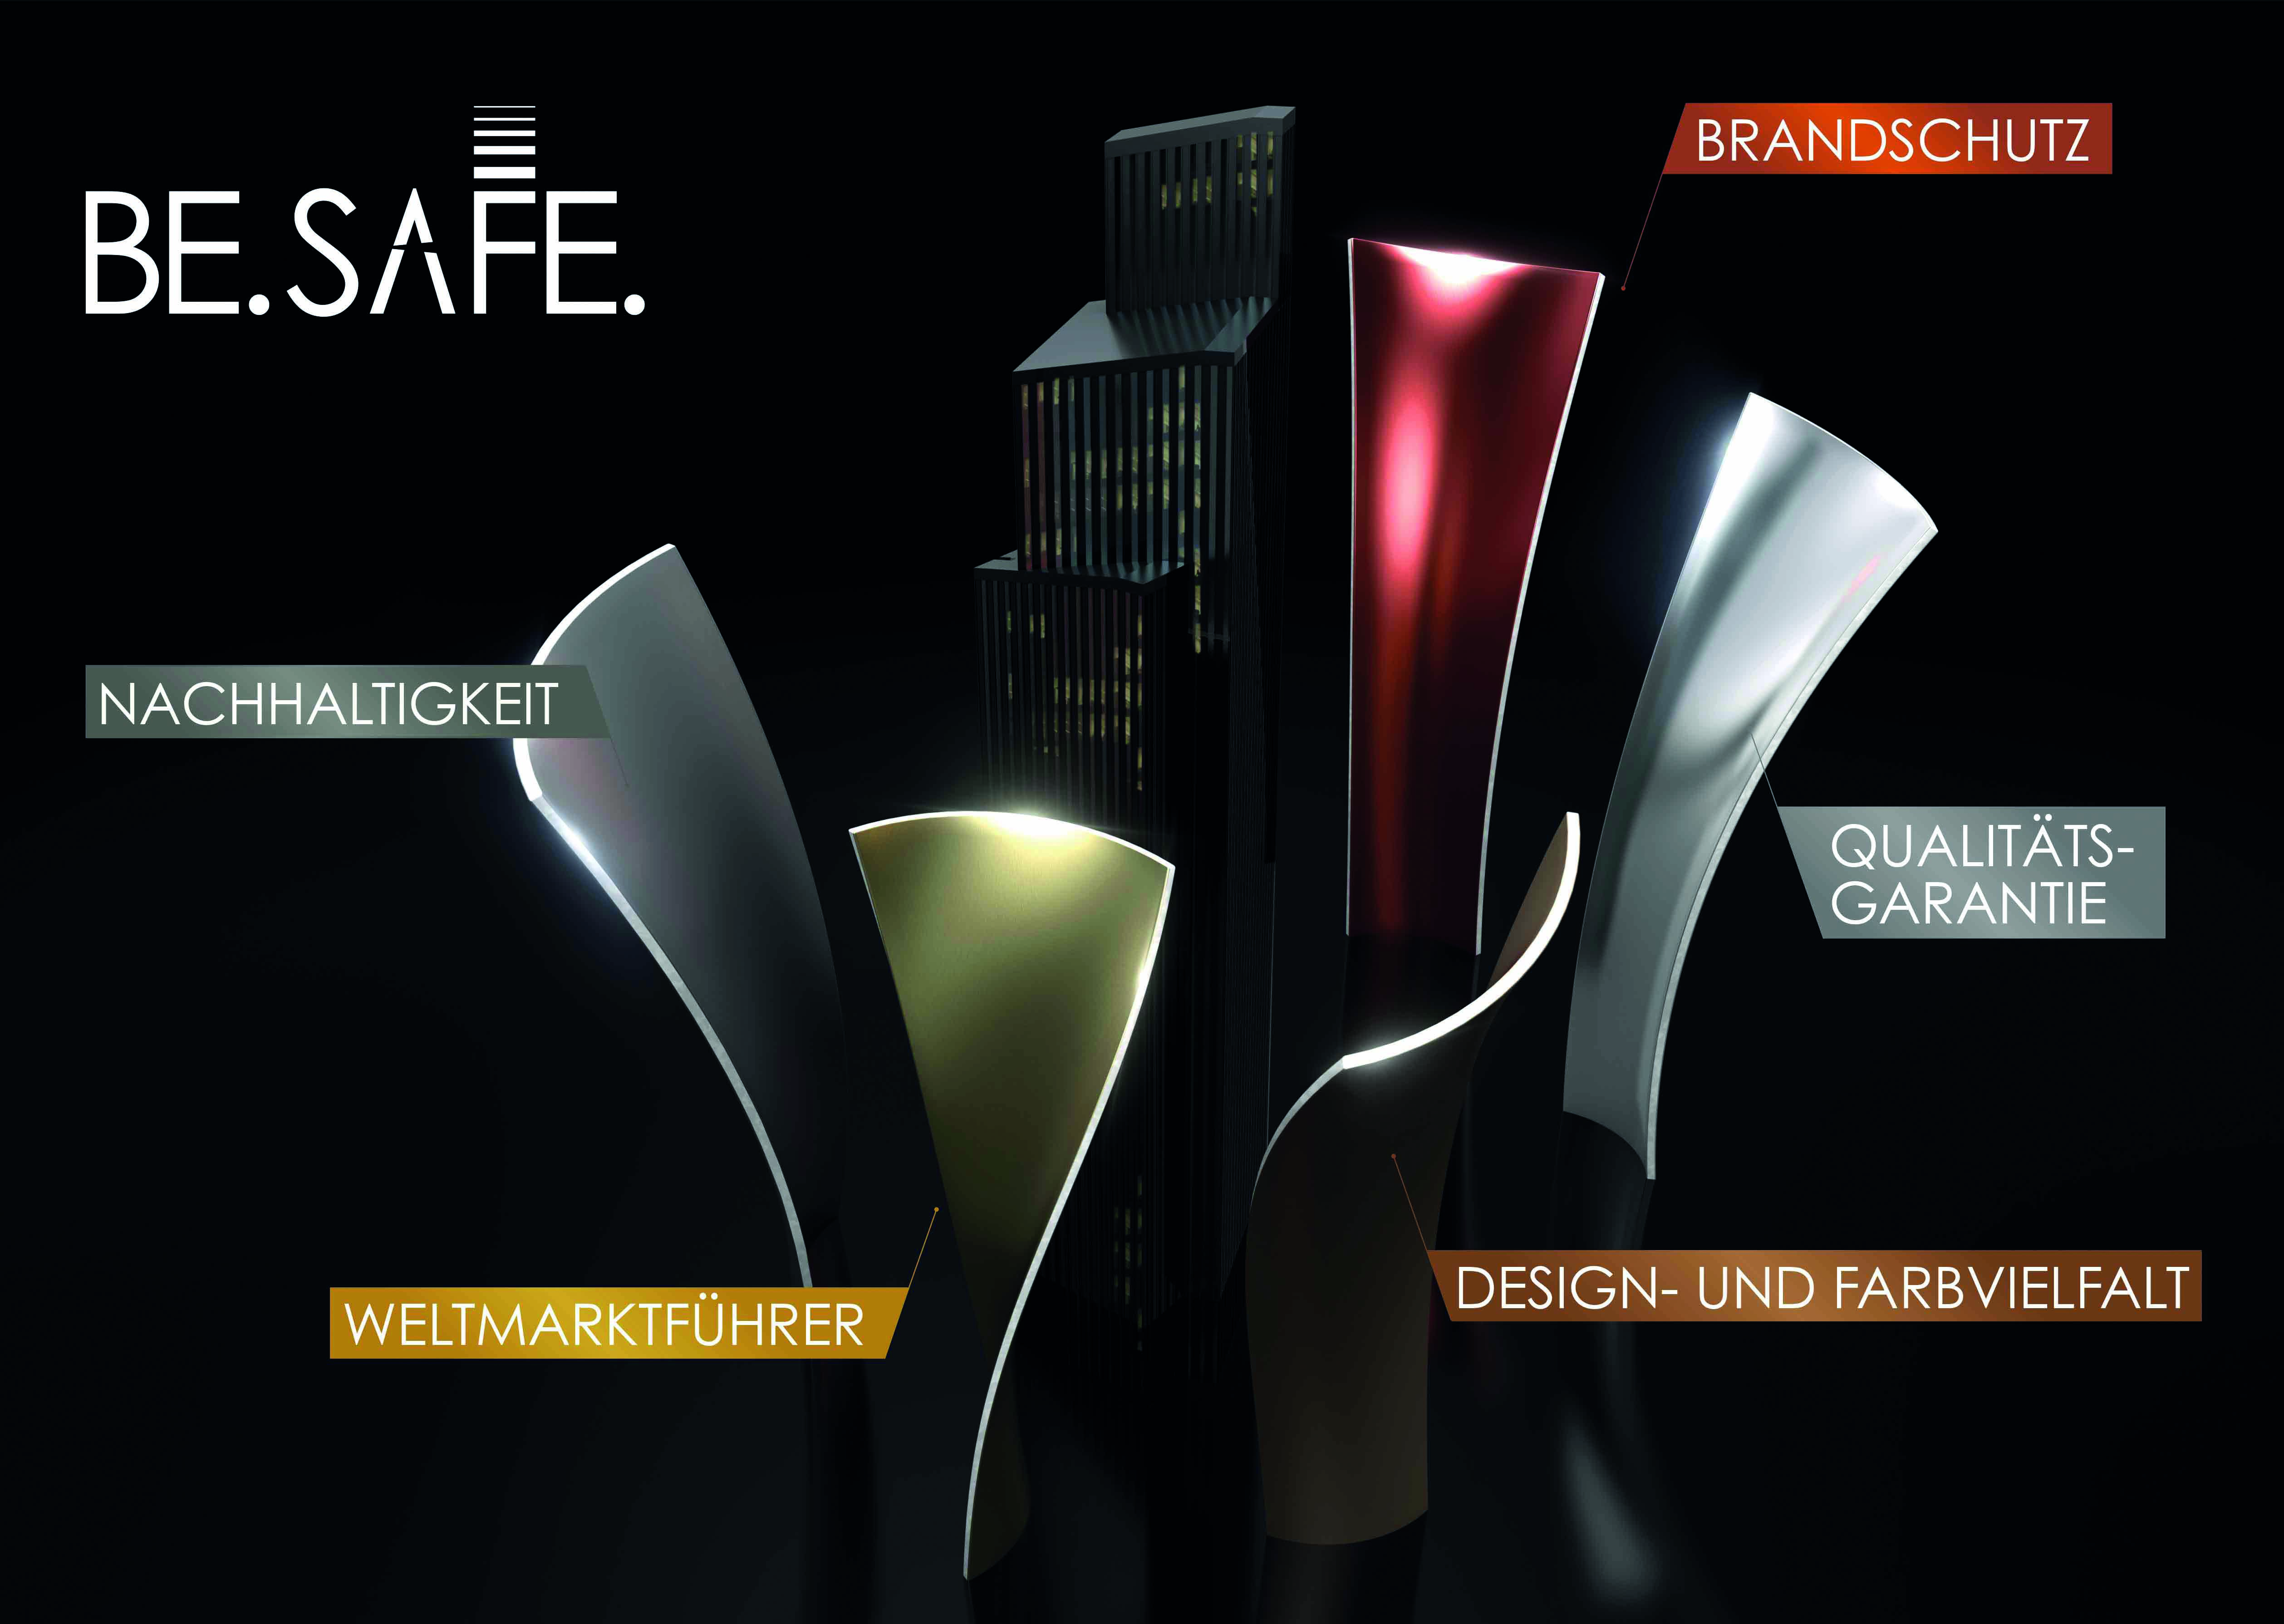 BE.SAFE.
BRANDSCHUTZ
NACHHALTIGKEIT
QUALITÄTS-
GARANTIE
DESIGN- UND FARBVIELFALT
WELTMARKTFÜHRER